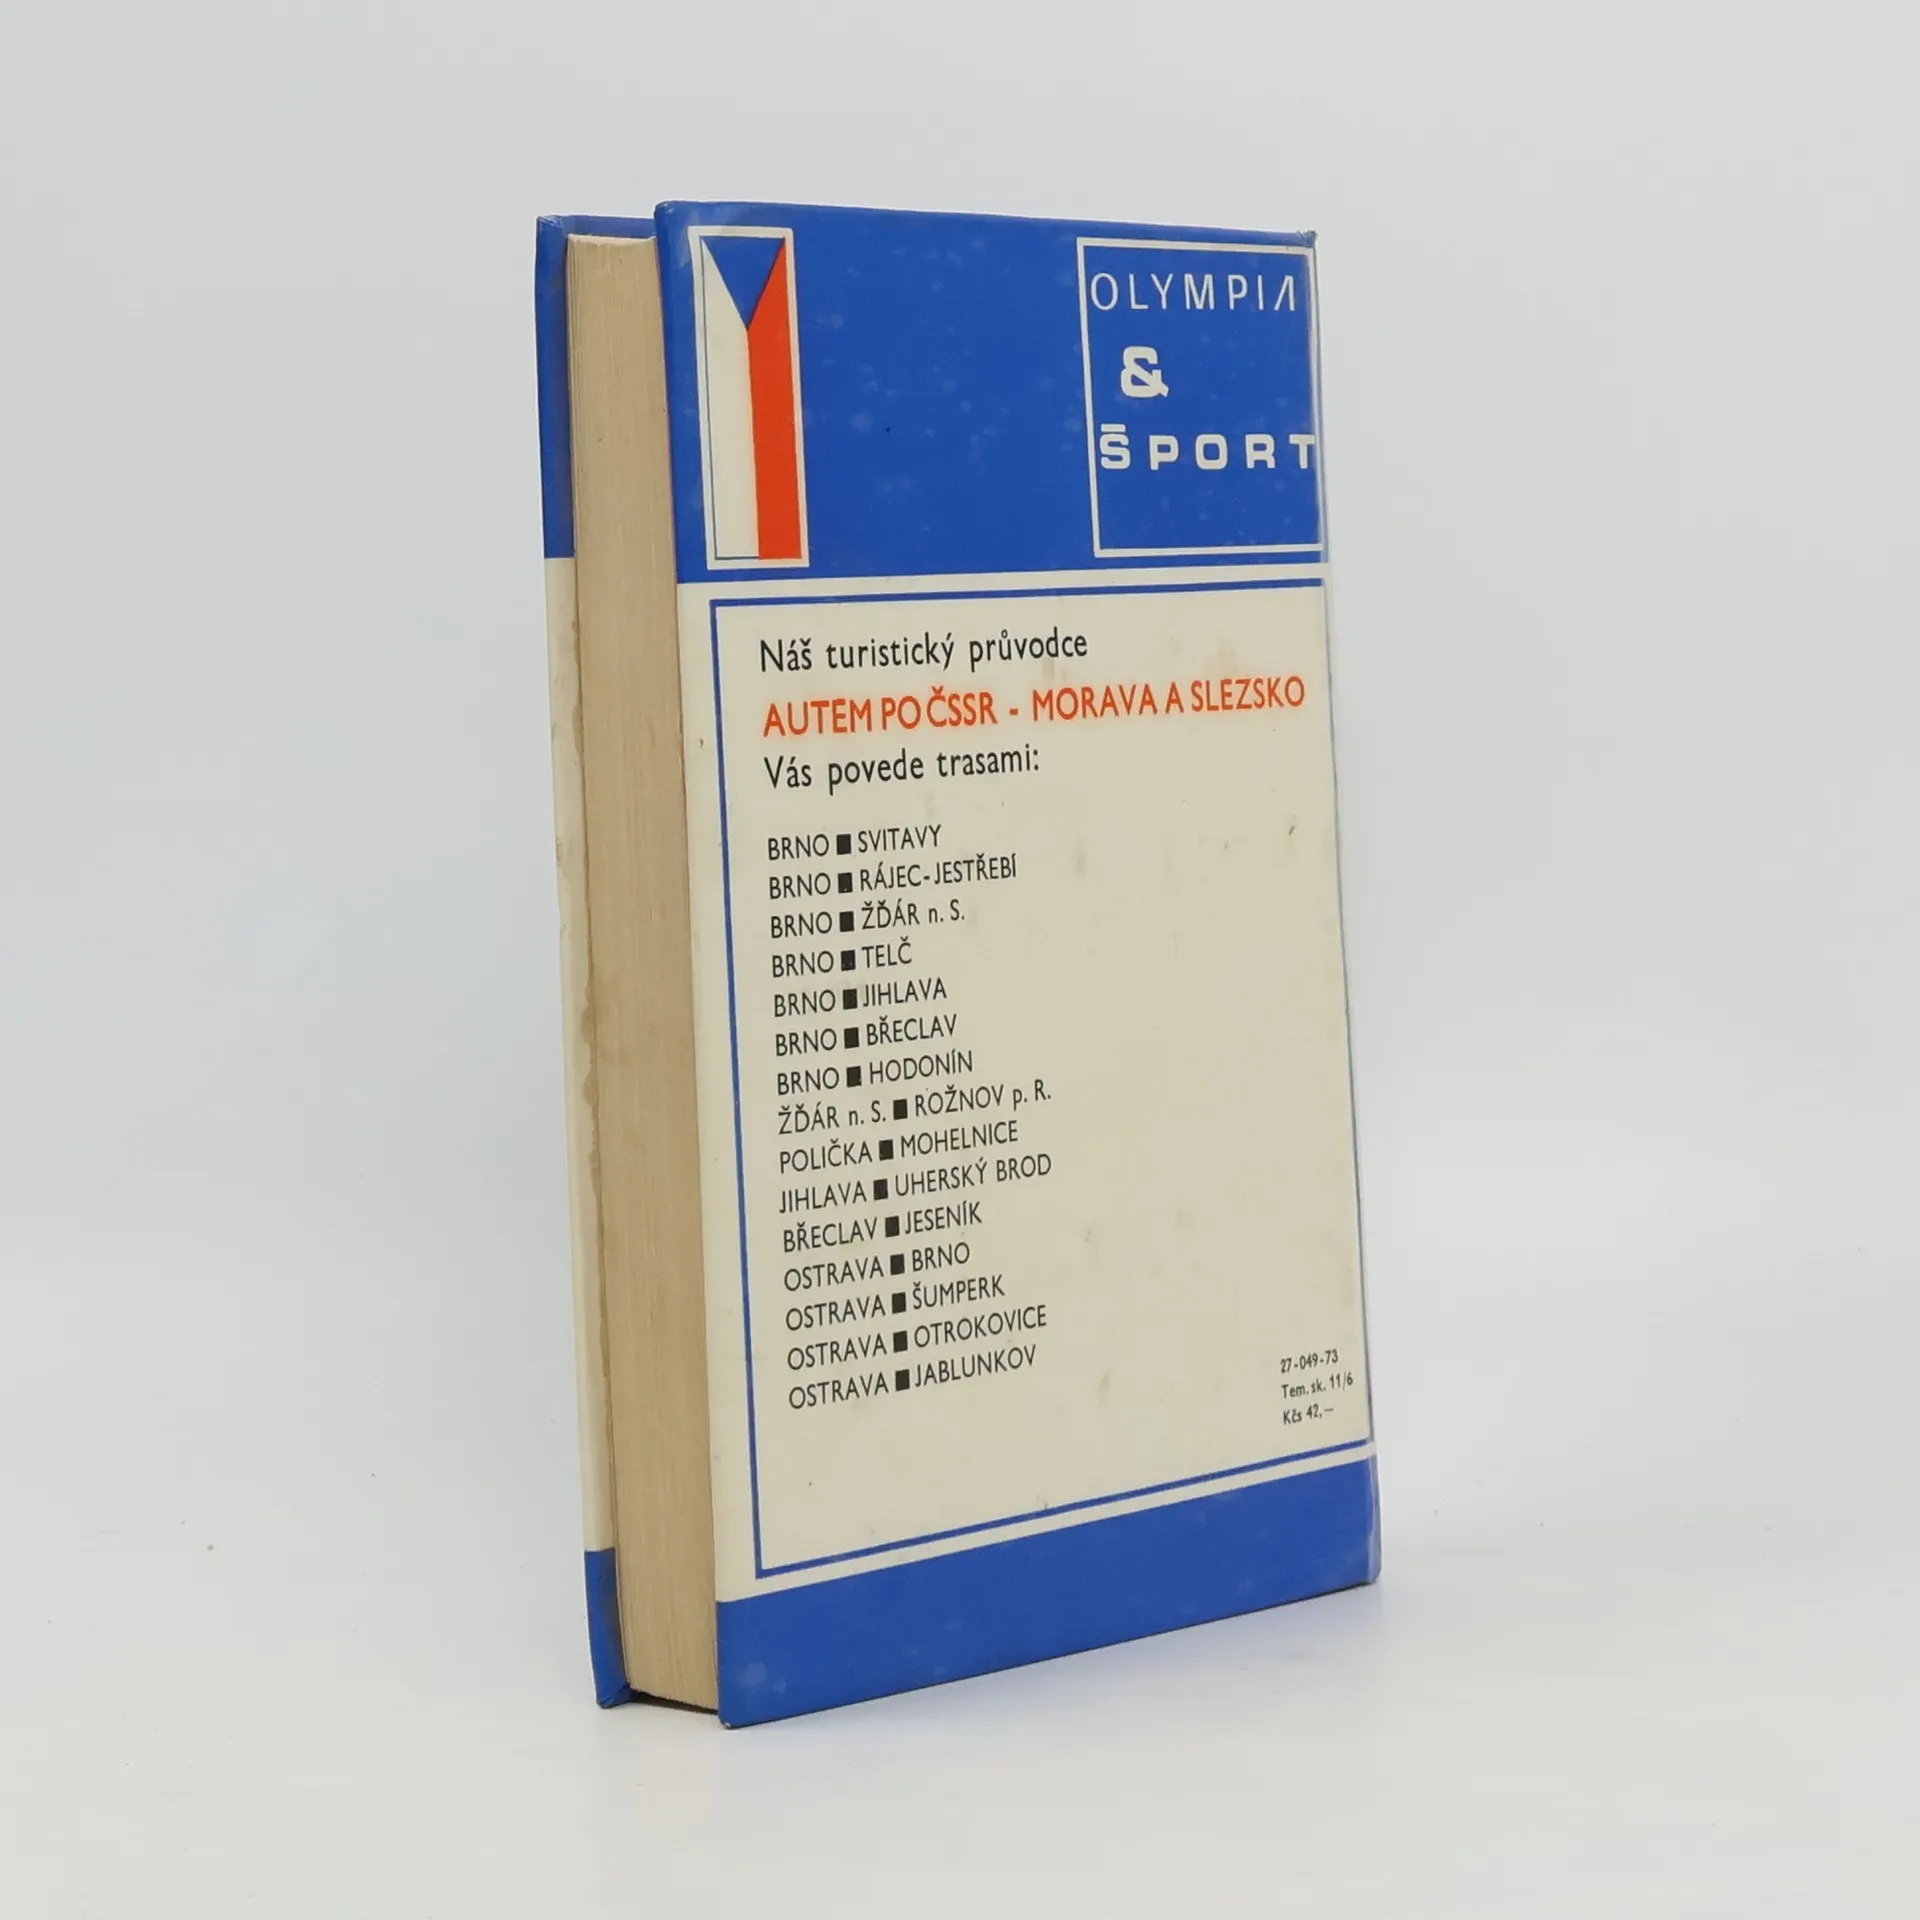 OLYMPIA
&
ŠPORT
Náš turistický průvodce
AUTEM PO ČSSR - MORAVA A SLEZSKO
Vás povede trasami:
BRNO ■ SVITAVY
BRNO ■ RÁJEC-JESTŘEBÍ
BRNO ■ ŽĎÁR n. S.
BRNO ■ TELČ
BRNO ■ JIHLAVA
BRNO ■ BŘECLAV
BRNO ■ HODONÍN
ŽĎÁR n. S. ■ ROŽNOV p. R.
POLIČKA ■ MOHELNICE
JIHLAVA ■ UHERSKÝ BROD
BŘECLAV ■ JESENÍK
OSTRAVA ■ BRNO
OSTRAVA ■ ŠUMPERK
OSTRAVA ■ OTROKOVICE
OSTRAVA ■ JABLUNKOV
27-049-73
Tem. sk. 11/6
Kčs 42,—